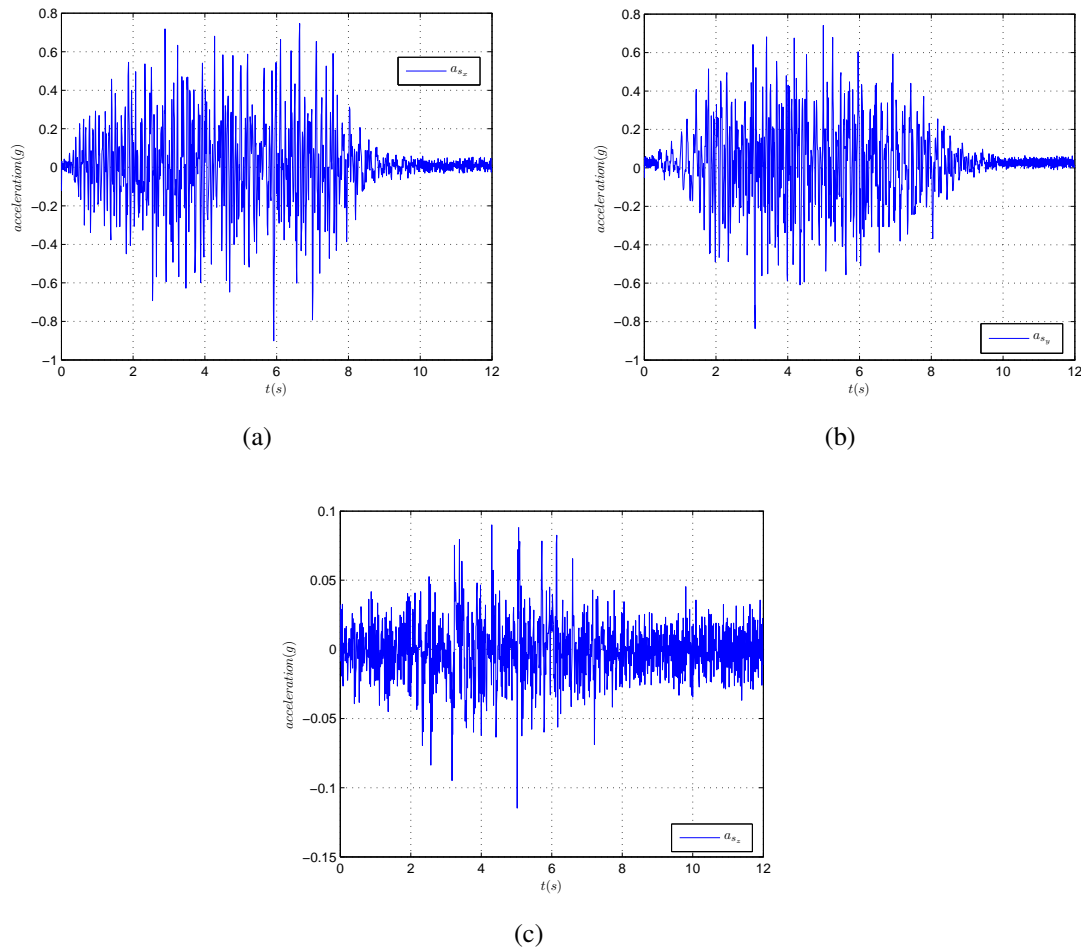 0.8
0.6
0.4
0.2
0
−0.2
−0.4
−0.6
−0.8
−1
0 2 4 6 8 10 12
t(s)
acceleration(g)
a_{s_x}
(a)
0.8
0.6
0.4
0.2
0
−0.2
−0.4
−0.6
−0.8
−1
0 2 4 6 8 10 12
t(s)
acceleration(g)
a_{s_y}
(b)
0.1
0.05
0
−0.05
−0.1
−0.15
0 2 4 6 8 10 12
t(s)
acceleration(g)
a_{s_z}
(c)